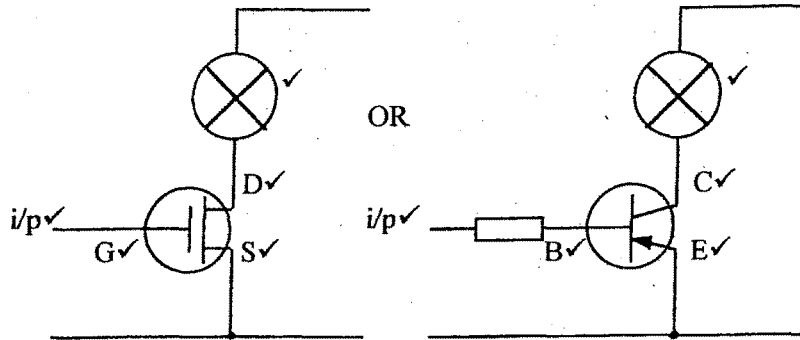 ✓
✓
OR
D✓
C✓
i/p✓
i/p✓
G✓
S✓
B✓
E✓